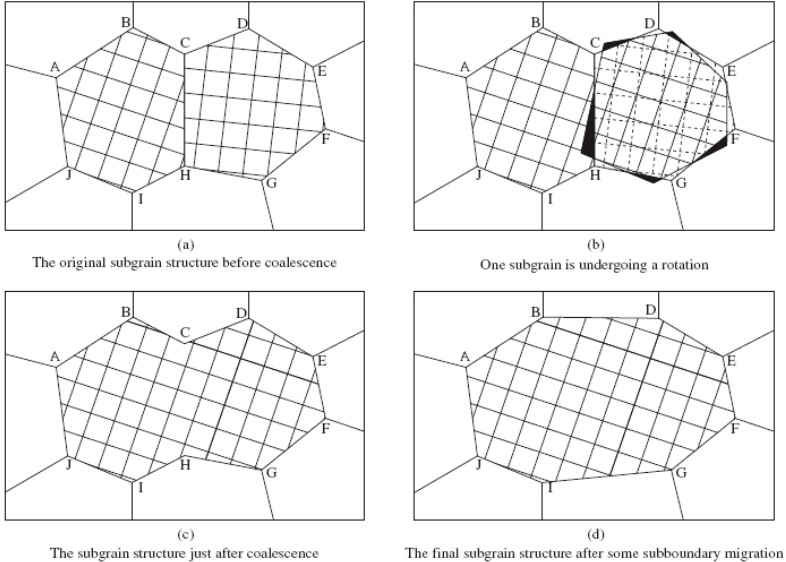 B
D
C
A
E
F
J
H
G
I
(a)
The original subgrain structure before coalescence
B
D
C
A
E
F
J
H
G
I
(b)
One subgrain is undergoing a rotation
B
D
C
A
E
F
J
H
G
I
(c)
The subgrain structure just after coalescence
B
D
A
E
F
J
G
I
(d)
The final subgrain structure after some subboundary migration